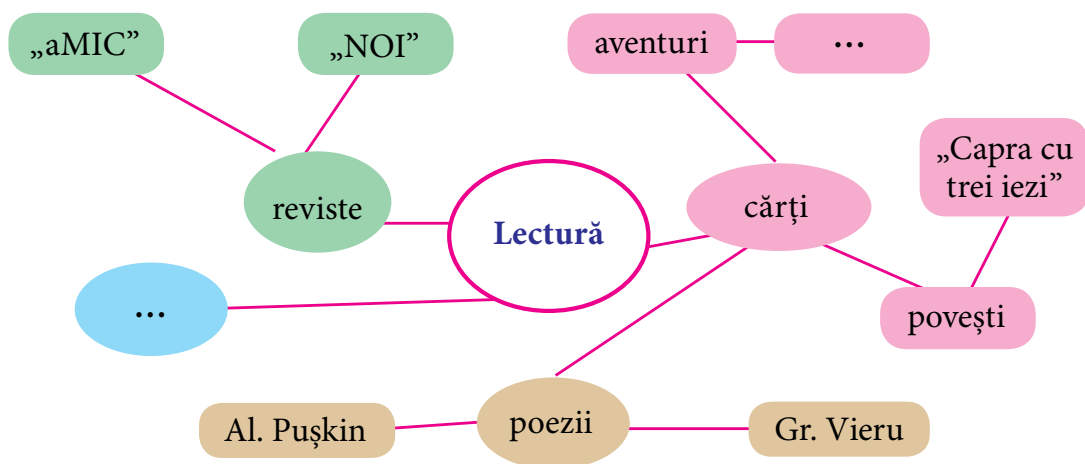 „aMIC”
„NOI”
aventuri
...
„Capra cu
trei iezi”
reviste
Lectură
cărți
...
povești
Al. Pușkin
poezii
Gr. Vieru